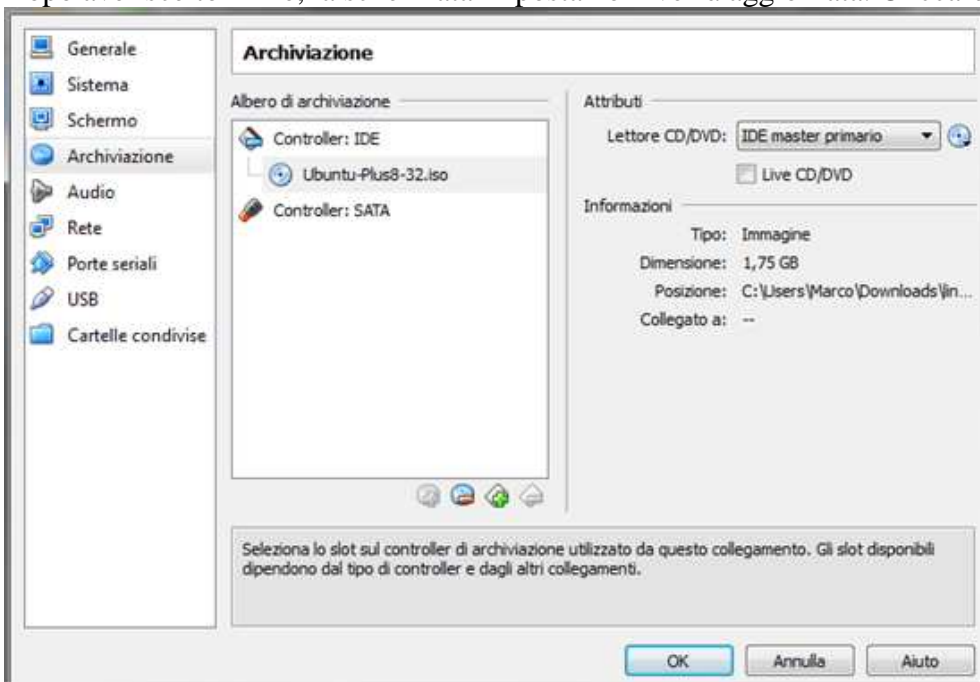 Generale
Sistema
Schermo
Archiviazione
Audio
Rete
Porte seriali
USB
Cartelle condivise
Archiviazione
Albero di archiviazione
Controller: IDE
Ubuntu-Plus8-32.iso
Controller: SATA
Attributi
Lettore CD/DVD: IDE master primario
Live CD/DVD
Informazioni
Tipo: Immagine
Dimensione: 1,75 GB
Posizione: C:\Users\Marco\Downloads\lin...
Collegato a: --
Seleziona lo slot sul controller di archiviazione utilizzato da questo collegamento. Gli slot disponibili
dipendono dal tipo di controller e dagli altri collegamenti.
OK Annulla Aiuto